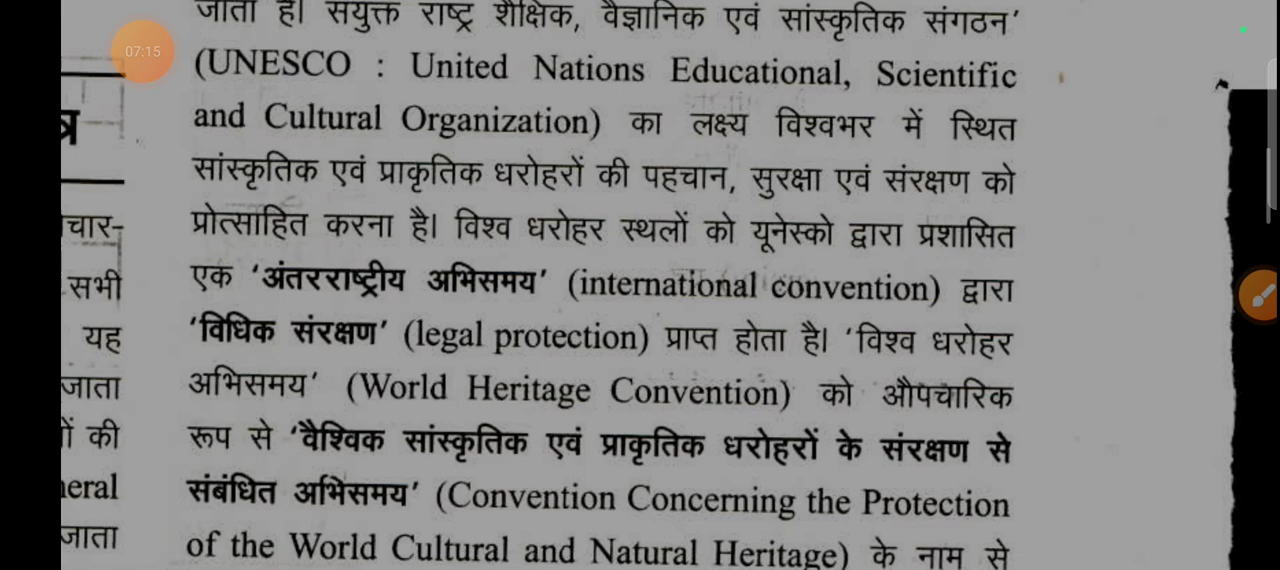 07:15
जाता है। संयुक्त राष्ट्र शैक्षिक, वैज्ञानिक एवं सांस्कृतिक संगठन'
(UNESCO : United Nations Educational, Scientific
and Cultural Organization) का लक्ष्य विश्वभर में स्थित
सांस्कृतिक एवं प्राकृतिक धरोहरों की पहचान, सुरक्षा एवं संरक्षण को
प्रोत्साहित करना है। विश्व धरोहर स्थलों को यूनेस्को द्वारा प्रशासित
एक 'अंतरराष्ट्रीय अभिसमय' (international convention) द्वारा
'विधिक संरक्षण' (legal protection) प्राप्त होता है। 'विश्व धरोहर
अभिसमय' (World Heritage Convention) को औपचारिक
रूप से 'वैश्विक सांस्कृतिक एवं प्राकृतिक धरोहरों के संरक्षण से
संबंधित अभिसमय' (Convention Concerning the Protection
of the World Cultural and Natural Heritage) के नाम से
चार-
सभी
यह
जाता
की
neral
जाता